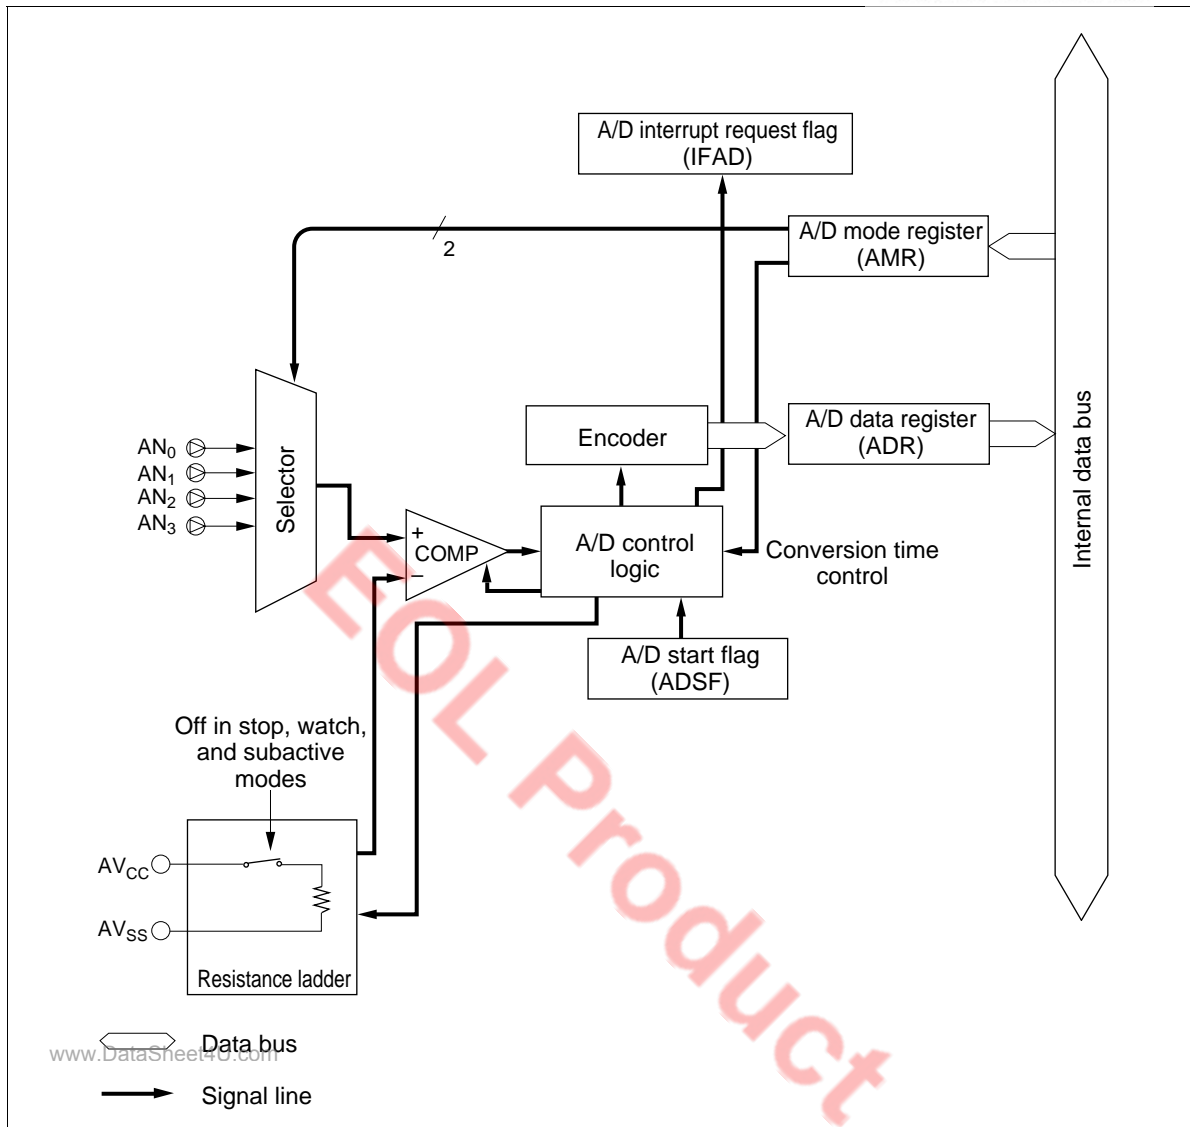 A/D interrupt request flag
(IFAD)
2
A/D mode register
(AMR)
Internal data bus
AN0
AN1
AN2
AN3
Selector
Encoder
A/D data register
(ADR)
+
COMP
−
A/D control
logic
Conversion time
control
A/D start flag
(ADSF)
Off in stop, watch,
and subactive
modes
AVCC
AVSS
Resistance ladder
Data bus
www.DataSheet4U.com
Signal line
EOL Product